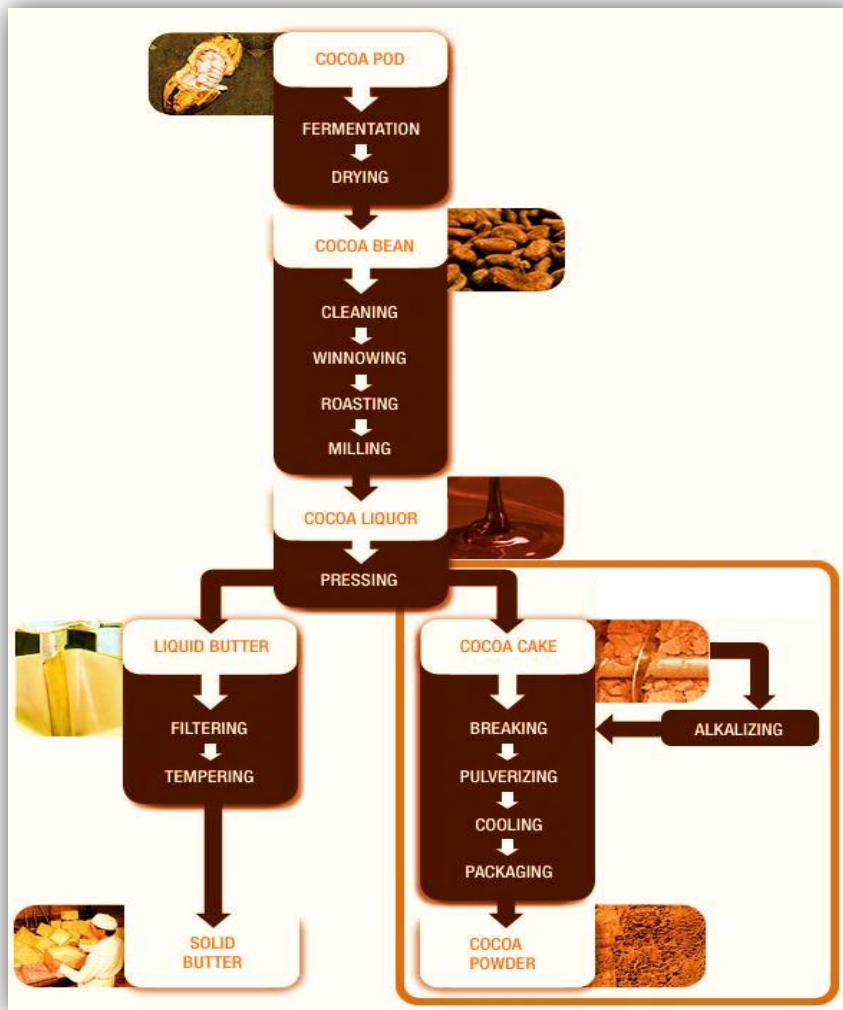 COCOA POD
FERMENTATION
DRYING
COCOA BEAN
CLEANING
WINNOWING
ROASTING
MILLING
COCOA LIQUOR
PRESSING
LIQUID BUTTER
FILTERING
TEMPERING
SOLID
BUTTER
COCOA CAKE
BREAKING
ALKALIZING
PULVERIZING
COOLING
PACKAGING
COCOA
POWDER